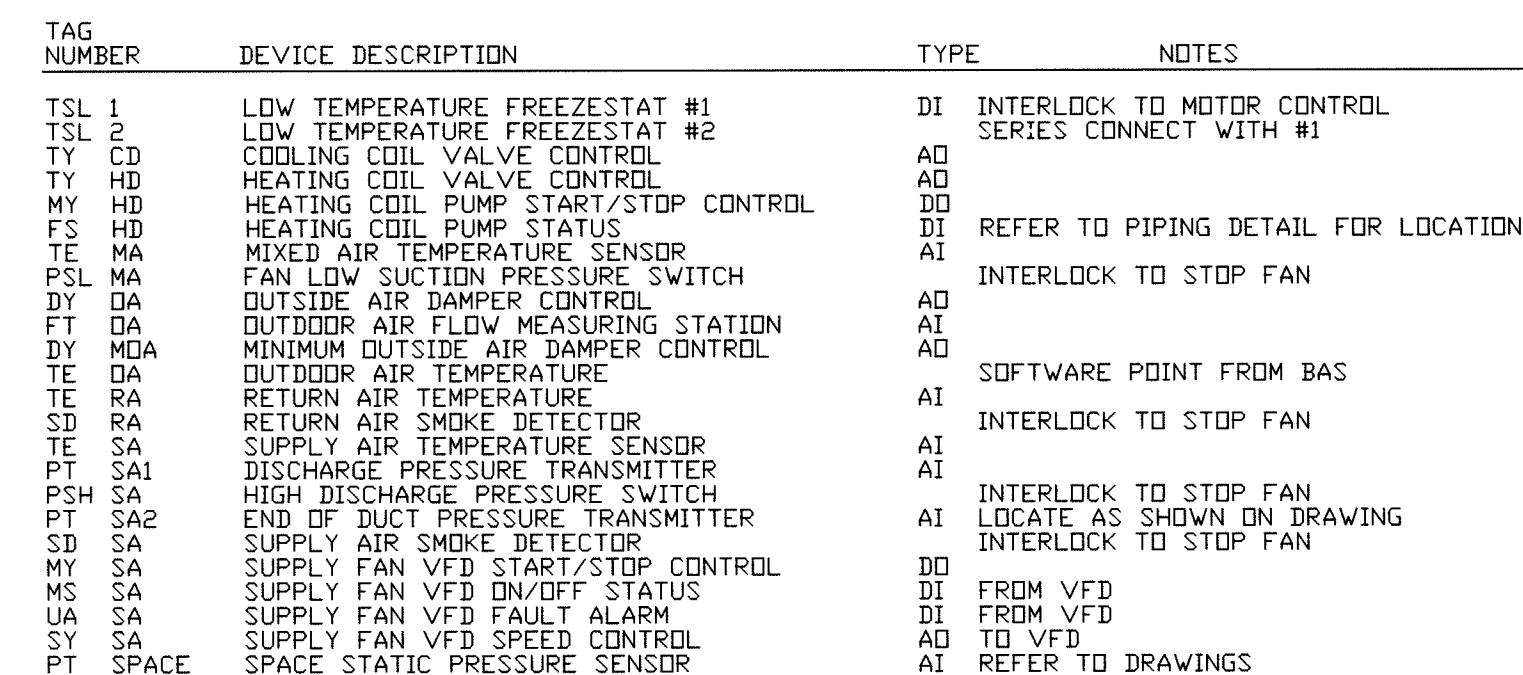 TAG
NUMBER DEVICE DESCRIPTION TYPE NOTES
TSL 1 LOW TEMPERATURE FREEZESTAT #1 DI INTERLOCK TO MOTOR CONTROL
TSL 2 LOW TEMPERATURE FREEZESTAT #2 SERIES CONNECT WITH #1
TY CD COOLING COIL VALVE CONTROL AO
TY HD HEATING COIL VALVE CONTROL AO
MY HD HEATING COIL PUMP START/STOP CONTROL DO
FS HD HEATING COIL PUMP STATUS DI REFER TO PIPING DETAIL FOR LOCATION
TE MA MIXED AIR TEMPERATURE SENSOR AI
PSL MA FAN LOW SUCTION PRESSURE SWITCH INTERLOCK TO STOP FAN
DY OA OUTSIDE AIR DAMPER CONTROL AO
FT OA OUTDOOR AIR FLOW MEASURING STATION AI
DY MOA MINIMUM OUTSIDE AIR DAMPER CONTROL AO
TE OA OUTDOOR AIR TEMPERATURE SOFTWARE POINT FROM BAS
TE RA RETURN AIR TEMPERATURE AI
SD RA RETURN AIR SMOKE DETECTOR INTERLOCK TO STOP FAN
TE SA SUPPLY AIR TEMPERATURE SENSOR AI
PT SA1 DISCHARGE PRESSURE TRANSMITTER AI
PSH SA HIGH DISCHARGE PRESSURE SWITCH INTERLOCK TO STOP FAN
PT SA2 END OF DUCT PRESSURE TRANSMITTER AI LOCATE AS SHOWN ON DRAWING
SD SA SUPPLY AIR SMOKE DETECTOR INTERLOCK TO STOP FAN
MY SA SUPPLY FAN VFD START/STOP CONTROL DO
MS SA SUPPLY FAN VFD ON/OFF STATUS DI FROM VFD
UA SA SUPPLY FAN VFD FAULT ALARM DI FROM VFD
SY SA SUPPLY FAN VFD SPEED CONTROL AO TO VFD
PT SPACE SPACE STATIC PRESSURE SENSOR AI REFER TO DRAWINGS